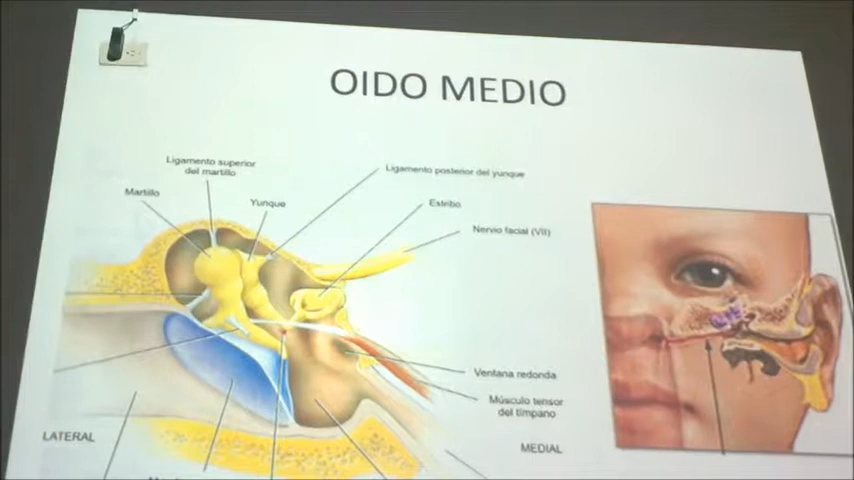 OIDO MEDIO
Ligamento superior
del martillo
Ligamento posterior del yunque
Martillo
Yunque
Estribo
Nervio facial (VII)
Ventana redonda
Músculo tensor
del tímpano
LATERAL
MEDIAL